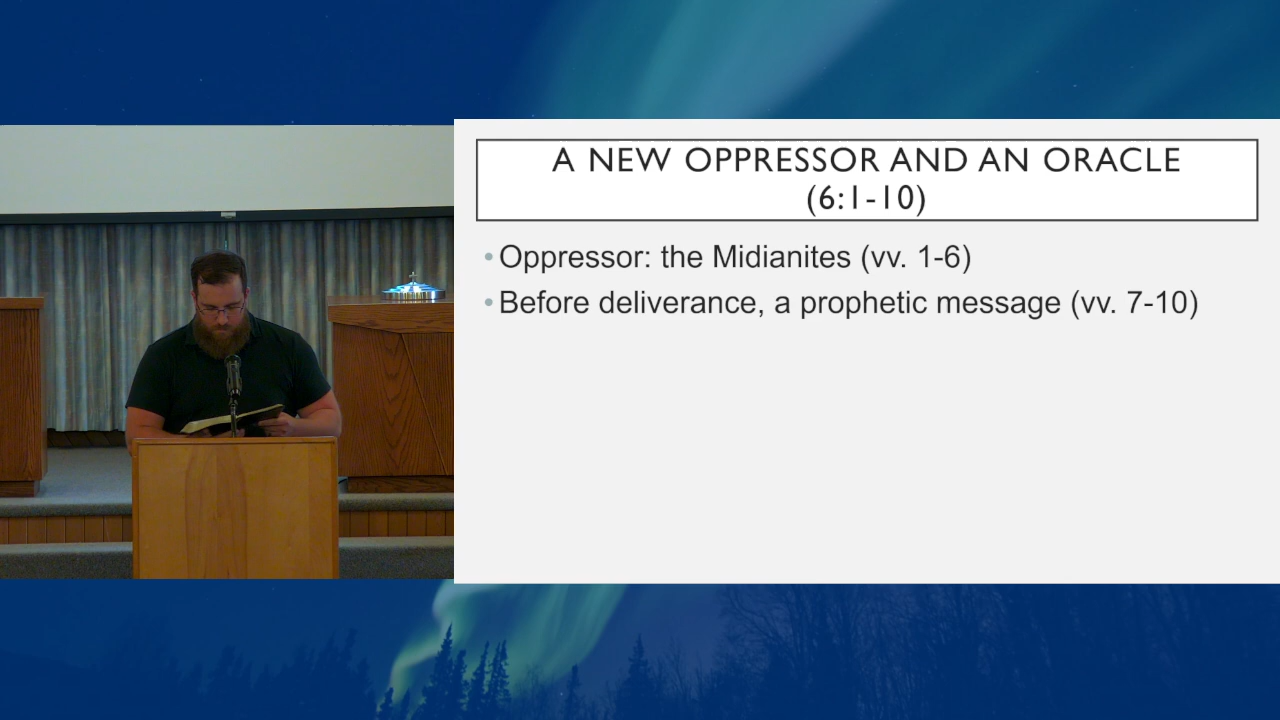 A NEW OPPRESSOR AND AN ORACLE
(6:1-10)
•Oppressor: the Midianites (vv. 1-6)
•Before deliverance, a prophetic message (vv. 7-10)